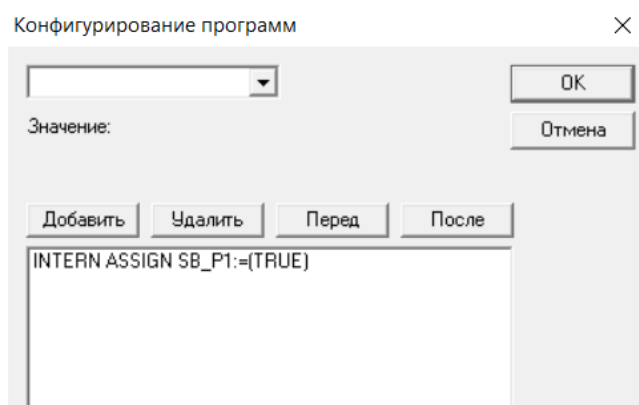 Конфигурирование программ
OK
Значение:
Отмена
Добавить Удалить Перед После
INTERN ASSIGN SB_P1:=(TRUE)